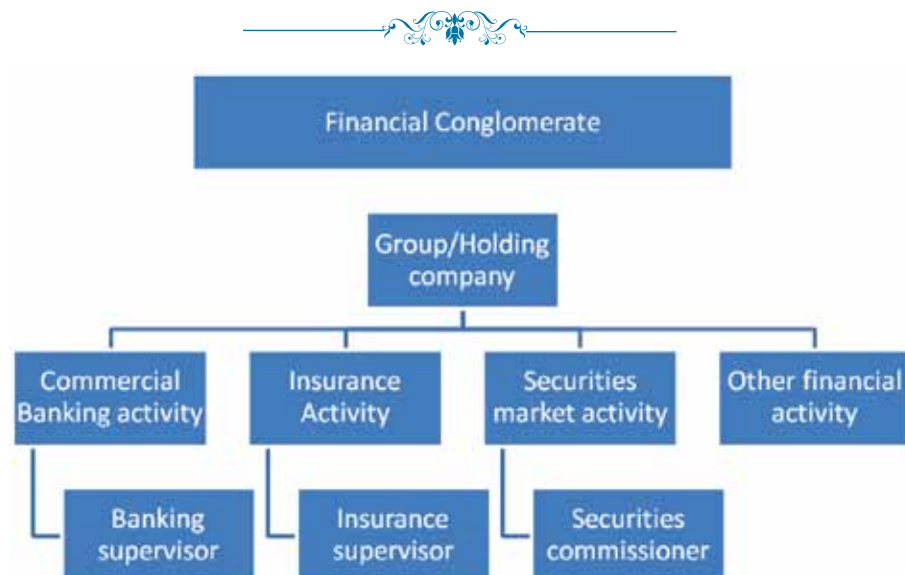 Financial Conglomerate
Group/Holding
company
Commercial
Banking activity
Insurance
Activity
Securities
market activity
Other financial
activity
Banking
supervisor
Insurance
supervisor
Securities
commissioner